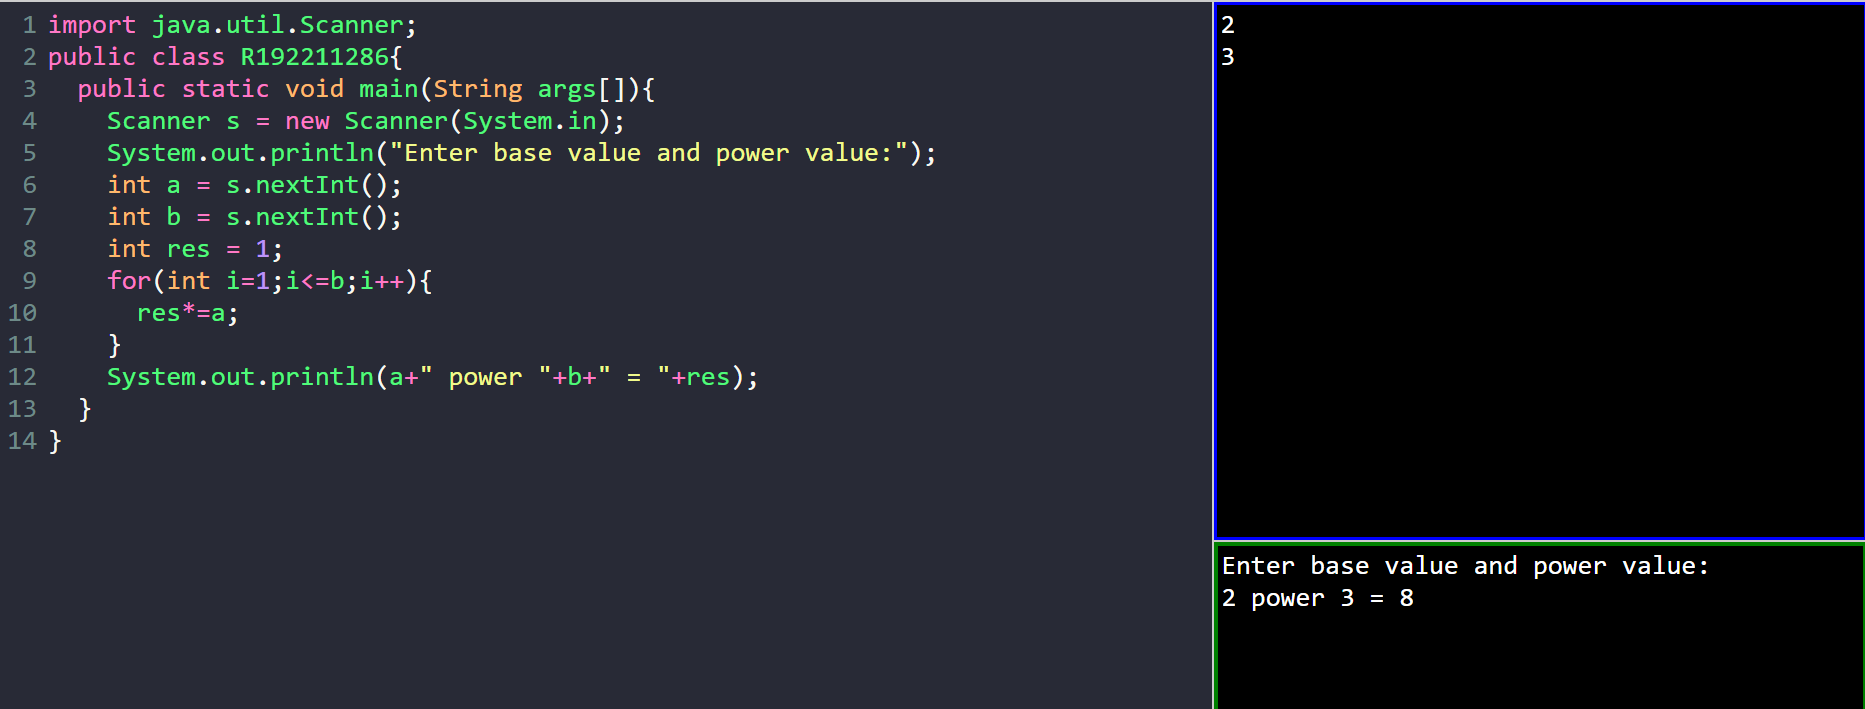 1 import java.util.Scanner;
2 public class R192211286{
3   public static void main(String args[]){
4     Scanner s = new Scanner(System.in);
5     System.out.println("Enter base value and power value:");
6     int a = s.nextInt();
7     int b = s.nextInt();
8     int res = 1;
9     for(int i=1;i<=b;i++){
10       res*=a;
11     }
12     System.out.println(a+" power "+b+" = "+res);
13   }
14 }
2
3
Enter base value and power value:
2 power 3 = 8